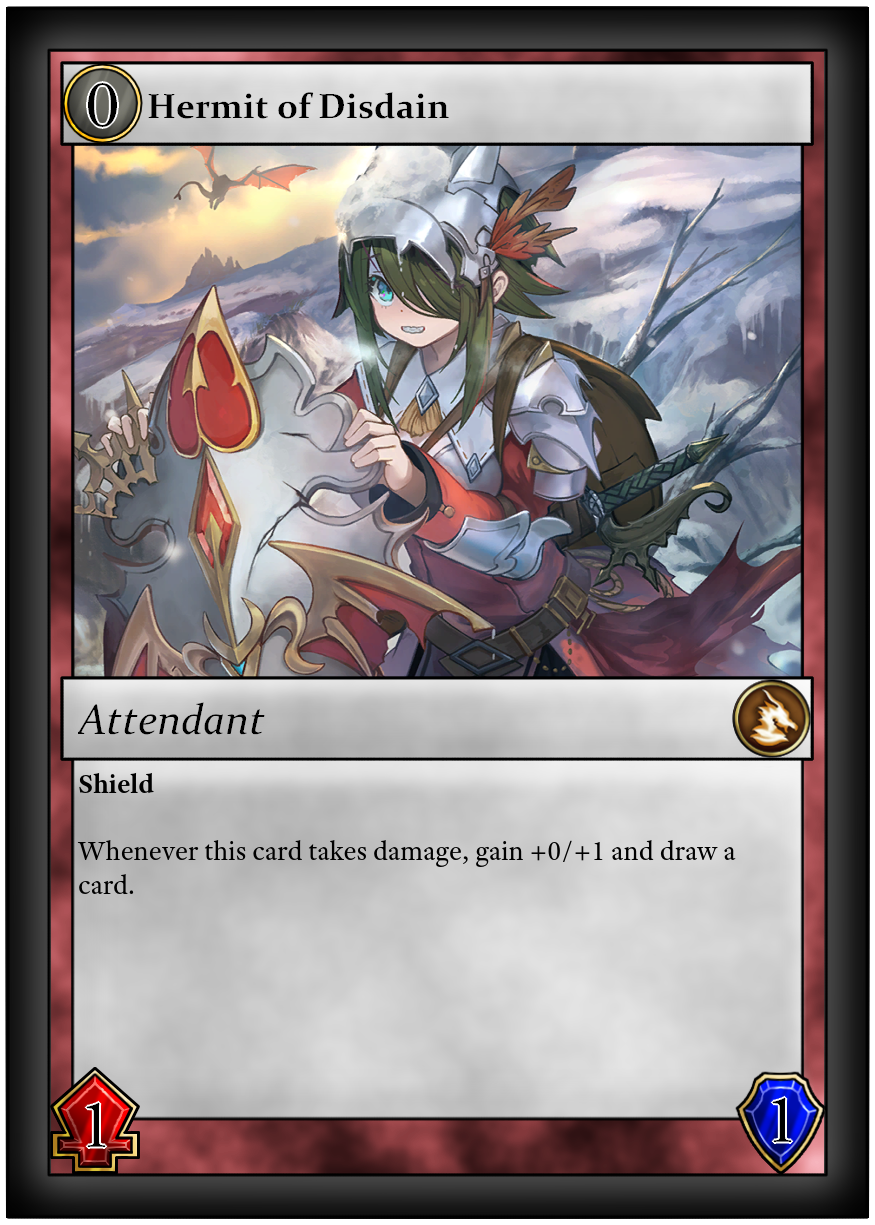 0
Hermit of Disdain
Attendant
Shield
Whenever this card takes damage, gain +0/+1 and draw a
card.
1
1